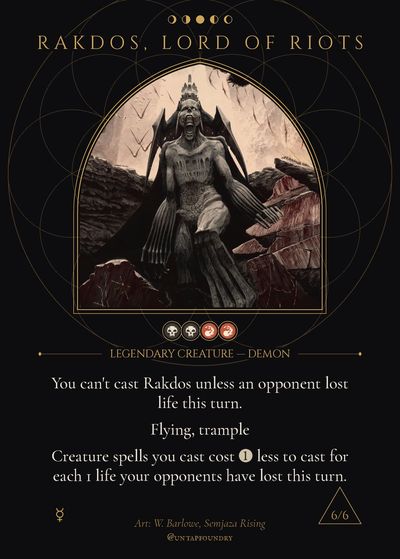 RAKDOS, LORD OF RIOTS
LEGENDARY CREATURE — DEMON
You can't cast Rakdos unless an opponent lost
life this turn.
Flying, trample
Creature spells you cast cost 1 less to cast for
each 1 life your opponents have lost this turn.
6/6
Art: W. Barlowe, Semjaza Rising
@UNTAPFOUNDRY